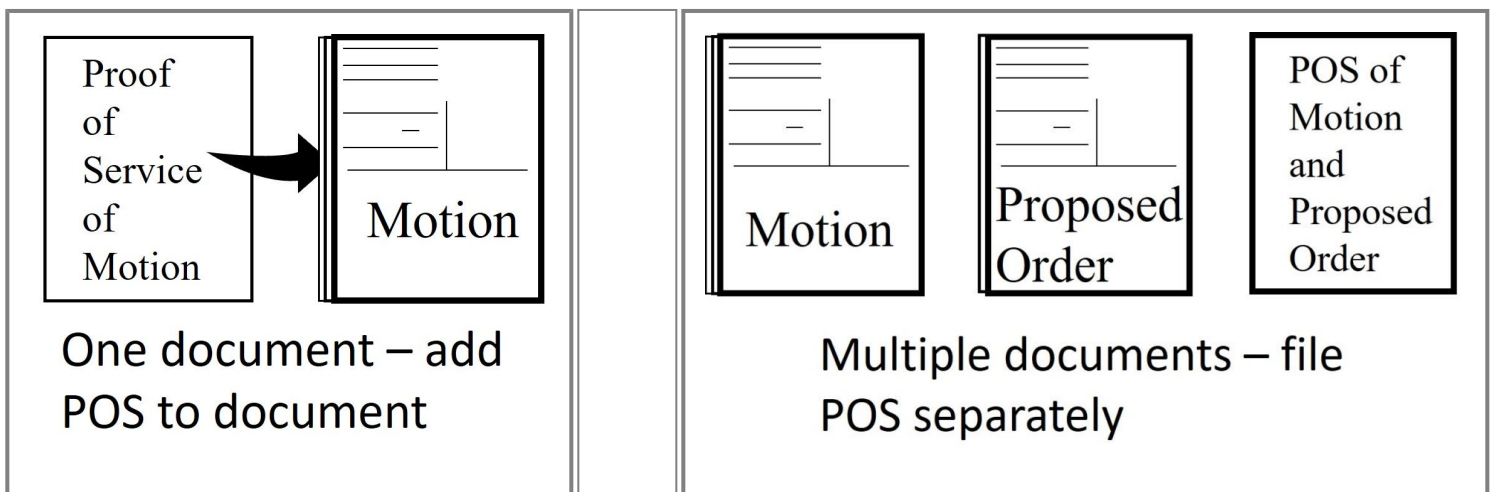 Proof
of
Service
of
Motion
Motion
One document – add
POS to document
Motion
Proposed
Order
POS of
Motion
and
Proposed
Order
Multiple documents – file
POS separately